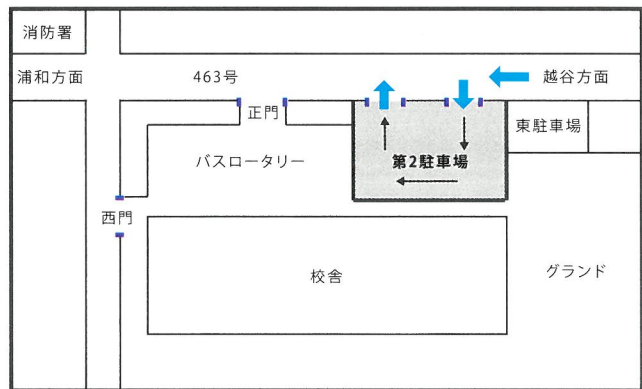 消防署
浦和方面
463号
越谷方面
正門
東駐車場
バスロータリー
第2駐車場
西門
校舎
グランド